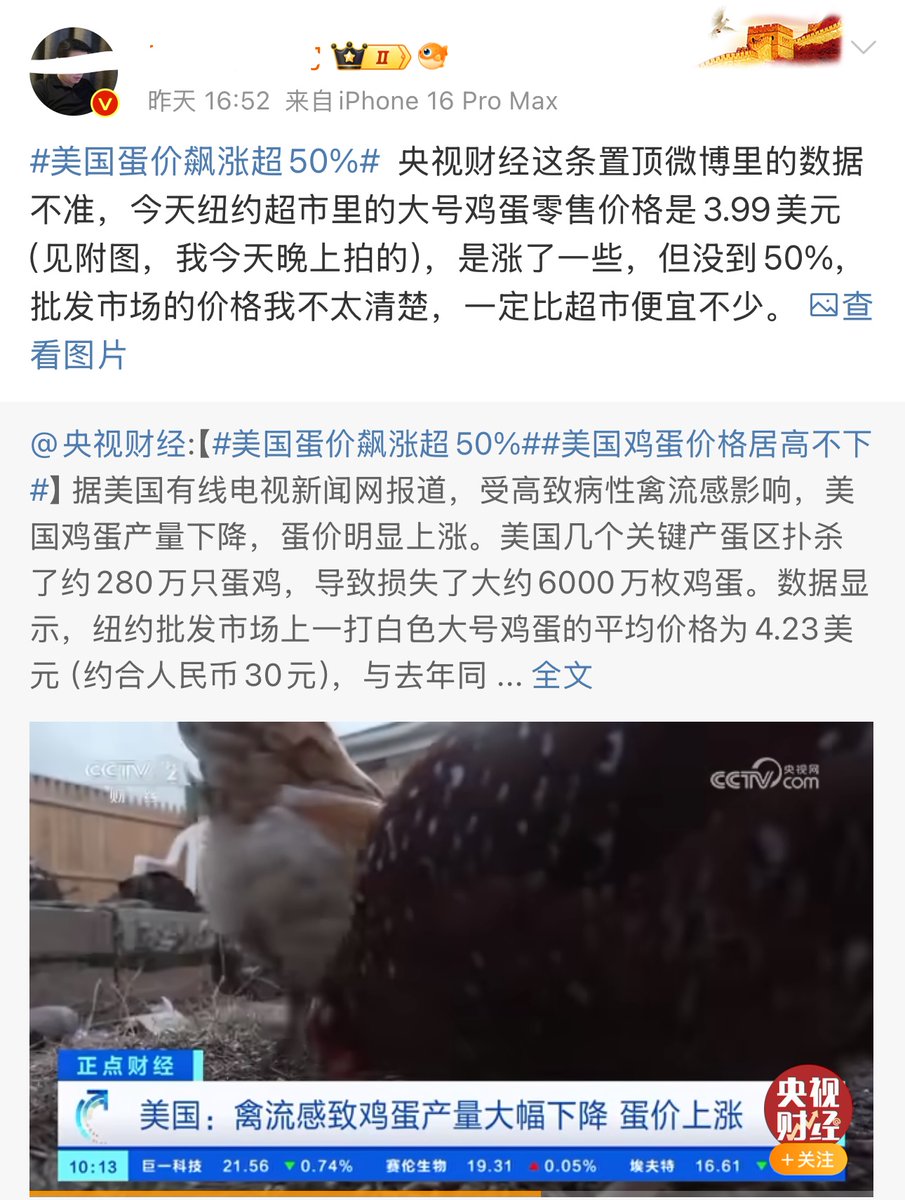 II
昨天 16:52 来自iPhone 16 Pro Max
#美国蛋价飙涨超50%# 央视财经这条置顶微博里的数据
不准，今天纽约超市里的大号鸡蛋零售价格是3.99美元
(见附图，我今天晚上拍的)，是涨了一些，但没到50%，
批发市场的价格我不太清楚，一定比超市便宜不少。 查
看图片
@央视财经:【#美国蛋价飙涨超50%##美国鸡蛋价格居高不下
#】据美国有线电视新闻网报道，受高致病性禽流感影响，美
国鸡蛋产量下降，蛋价明显上涨。美国几个关键产蛋区扑杀
了约280万只蛋鸡，导致损失了大约6000万枚鸡蛋。数据显
示，纽约批发市场上一打白色大号鸡蛋的平均价格为4.23美
元 (约合人民币30元)，与去年同 ... 全文
CCTV 2
财经
CCTV 央视网
com
正点财经
美国：禽流感致鸡蛋产量大幅下降 蛋价上涨
央视
财经
+关注
10:13 巨一科技 21.56 ▼0.74% 赛伦生物 19.31 ▲0.05% 埃夫特 16.61 ▼